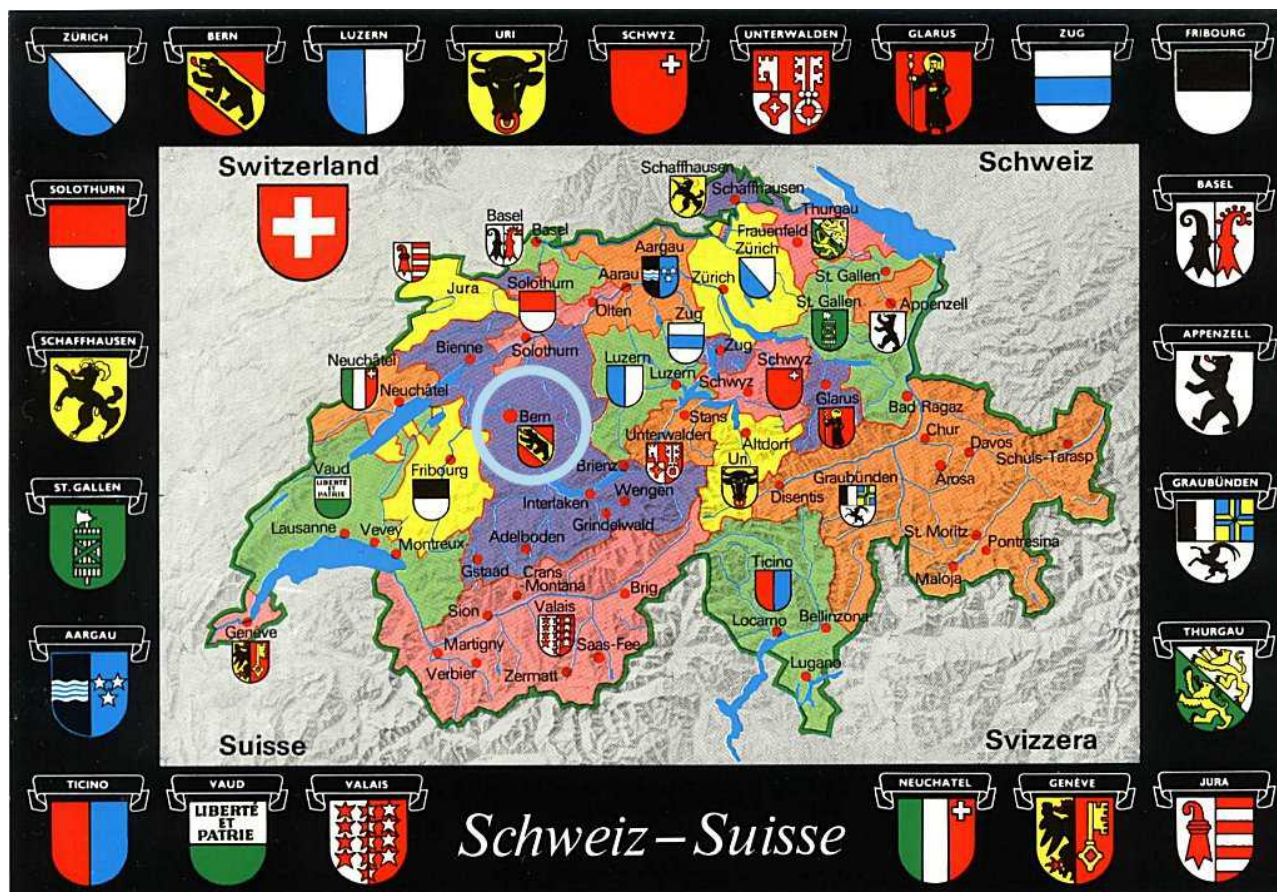 ZÜRICH
BERN
LUZERN
URI
SCHWYZ
UNTERWALDEN
GLARUS
ZUG
FRIBOURG
SOLOTHURN
SCHAFFHAUSEN
ST. GALLEN
AARGAU
BASEL
APPENZELL
GRAUBÜNDEN
THURGAU
Switzerland
Schweiz
Schaffhausen
Schaffhausen
Thurgau
Frauenfeld
Basel
Basel
Aargau
Zürich
Aarau
Zürich
St. Gallen
Jura
Solothurn
Olten
St. Gallen
Appenzell
Zug
Solothurn
Bienne
Zug
Neuchâtel
Luzern
Schwyz
Neuchâtel
Luzern
Schwyz
Glarus
Bad Ragaz
Bern
Stans
Unterwalden
Altdorf
Chur
Davos
Schuls-Tarasp
Vaud
LIBERTÉ
ET
PATRIE
Fribourg
Brienz
Uri
Arosa
Interlaken
Wengen
Disentis
Graubünden
Grindelwald
Lausanne
Vevey
Montreux
Adelboden
St. Moritz
Pontresina
Gstaad
Crans
-Montana
Brig
Ticino
Maloja
Sion
Valais
Locarno
Bellinzona
Genève
Martigny
Saas-Fee
Verbier
Zermatt
Lugano
Suisse
Svizzera
TICINO
VAUD
LIBERTÉ
ET
PATRIE
VALAIS
Schweiz – Suisse
NEUCHATEL
GENÈVE
JURA